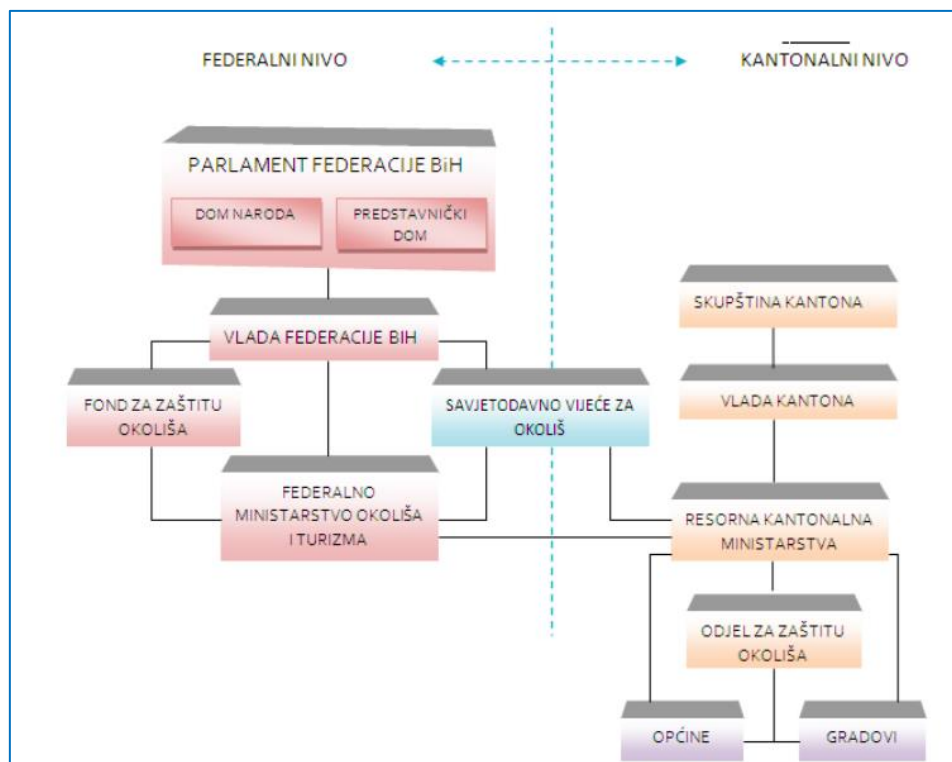 FEDERALNI NIVO
KANTONALNI NIVO
PARLAMENT FEDERACIJE BiH
DOM NARODA
PREDSTAVNIČKI
DOM
VLADA FEDERACIJE BIH
FOND ZA ZAŠTITU
OKOLIŠA
SAVJETODAVNO VIJEĆE ZA
OKOLIŠ
FEDERALNO
MINISTARSTVO OKOLIŠA
I TURIZMA
SKUPŠTINA KANTONA
VLADA KANTONA
RESORNA KANTONALNA
MINISTARSTVA
ODJEL ZA ZAŠTITU
OKOLIŠA
OPĆINE
GRADOVI